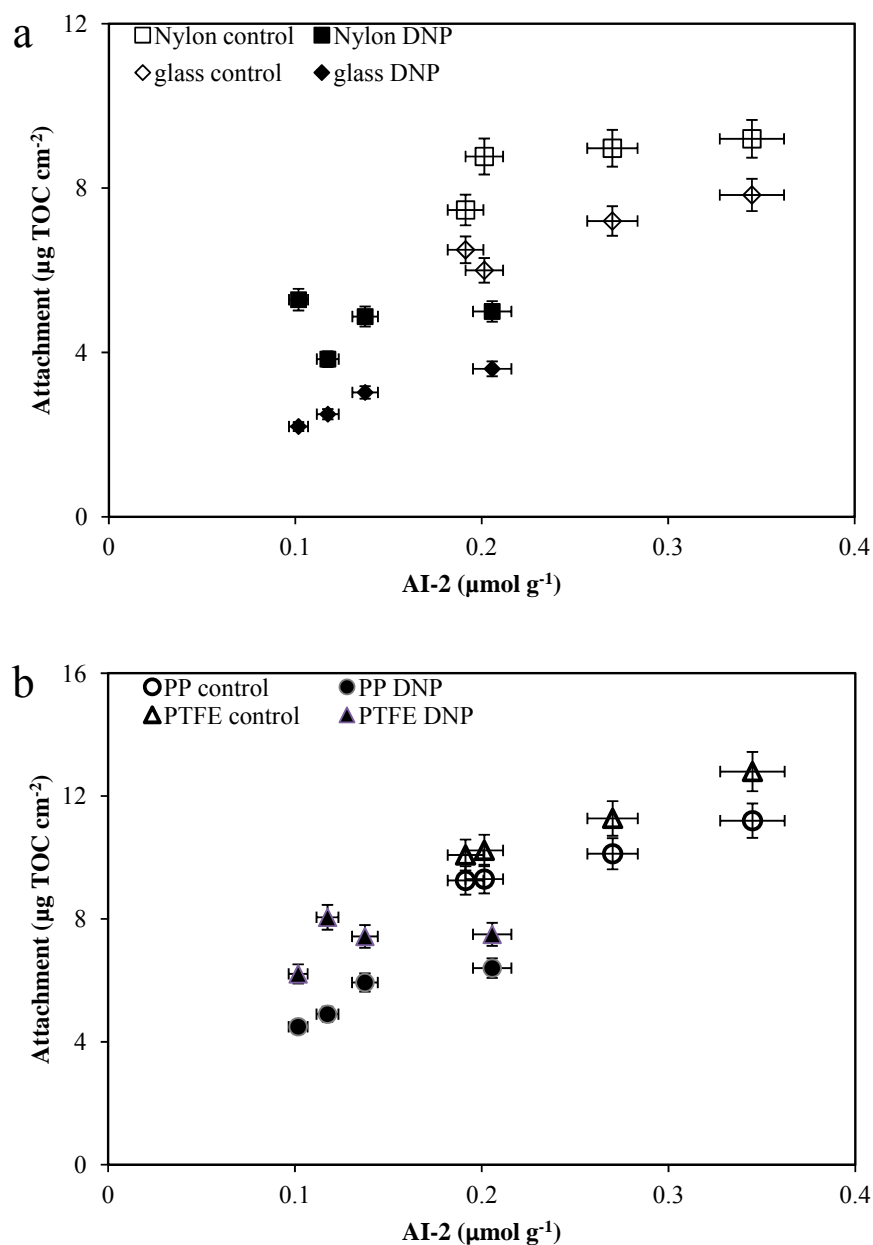 a
12
Nylon control Nylon DNP
glass control glass DNP
8
4
0
Attachment (µg TOC cm⁻²)
0 0.1 0.2 0.3 0.4
AI-2 (µmol g⁻¹)
b
16
PP control PP DNP
PTFE control PTFE DNP
12
8
4
0
Attachment (µg TOC cm⁻²)
0 0.1 0.2 0.3 0.4
AI-2 (µmol g⁻¹)